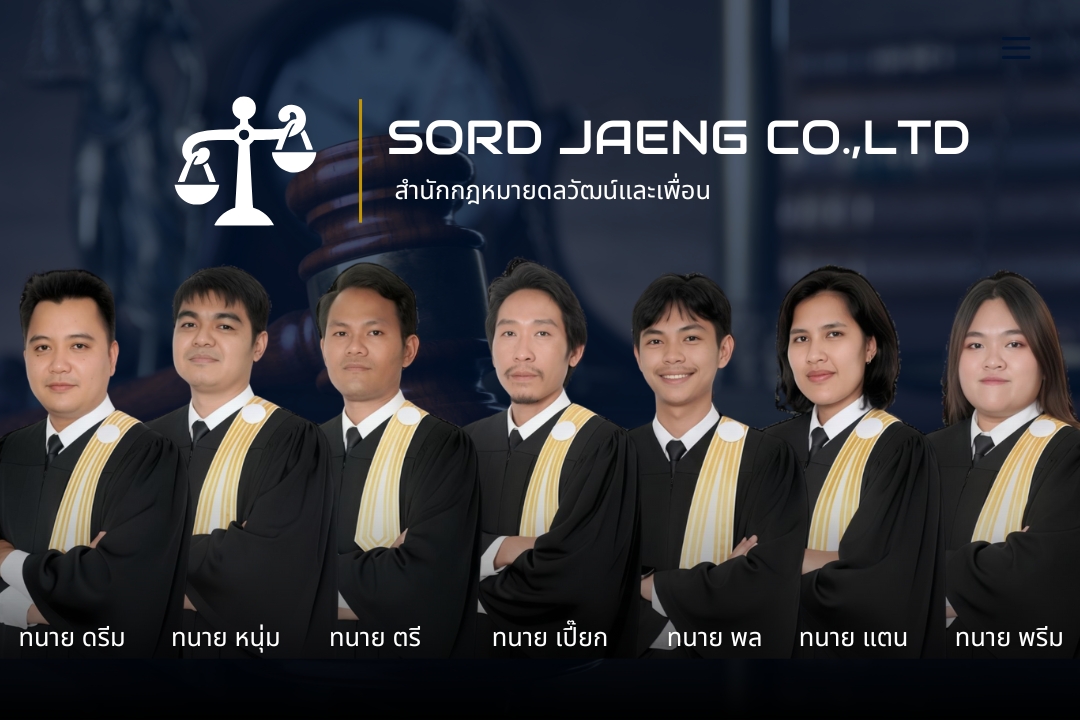 SORD JAENG CO.,LTD
สำนักกฎหมายดลวัฒน์และเพื่อน
ทนาย ดรีม
ทนาย หนุ่ม
ทนาย ตรี
ทนาย เปี๊ยก
ทนาย พล
ทนาย แตน
ทนาย พรีม